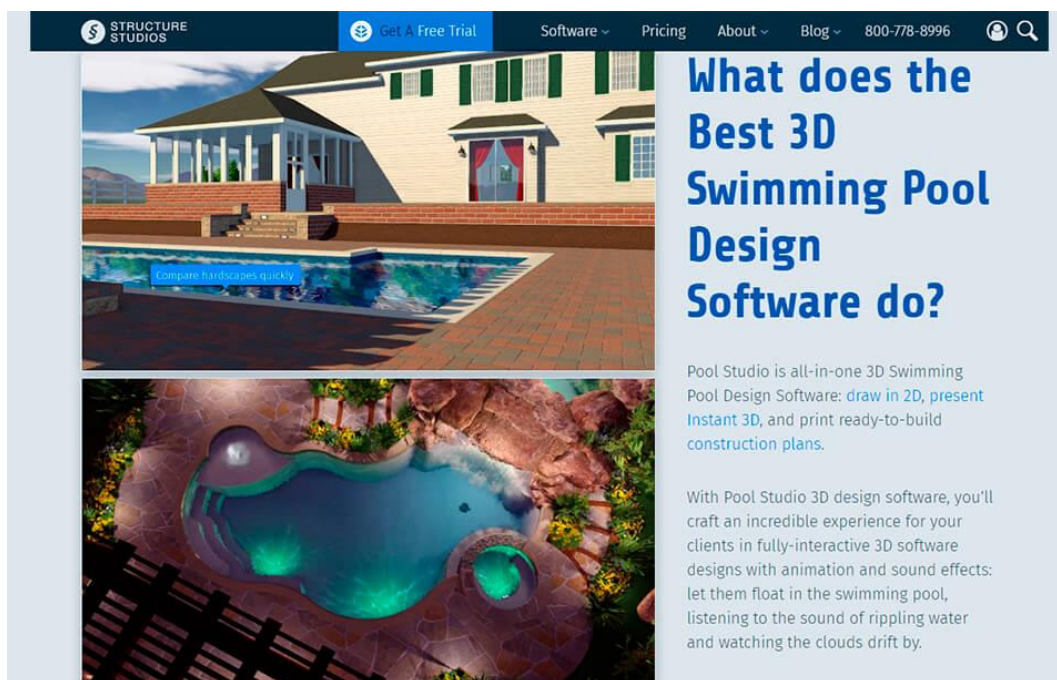 STRUCTURE
STUDIOS
Get A Free Trial
Software
Pricing
About
Blog
800-778-8996
Compare hardscapes quickly
What does the
Best 3D
Swimming Pool
Design
Software do?
Pool Studio is all-in-one 3D Swimming
Pool Design Software: draw in 2D, present
Instant 3D, and print ready-to-build
construction plans.
With Pool Studio 3D design software, you'll
craft an incredible experience for your
clients in fully-interactive 3D software
designs with animation and sound effects:
let them float in the swimming pool,
listening to the sound of rippling water
and watching the clouds drift by.